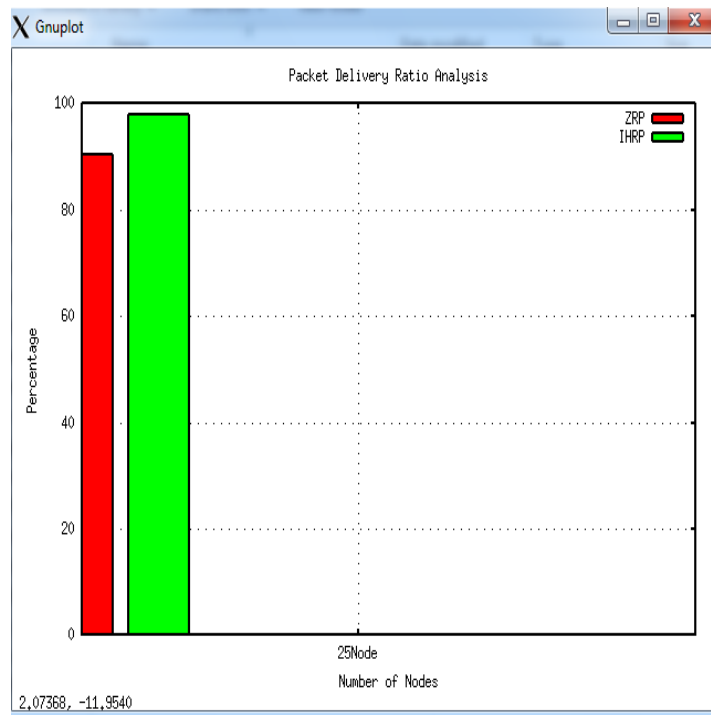 Gnuplot
Packet Delivery Ratio Analysis
100
ZRP
IHRP
80
60
Percentage
40
20
0
25Node
Number of Nodes
2.07368, -11.9540